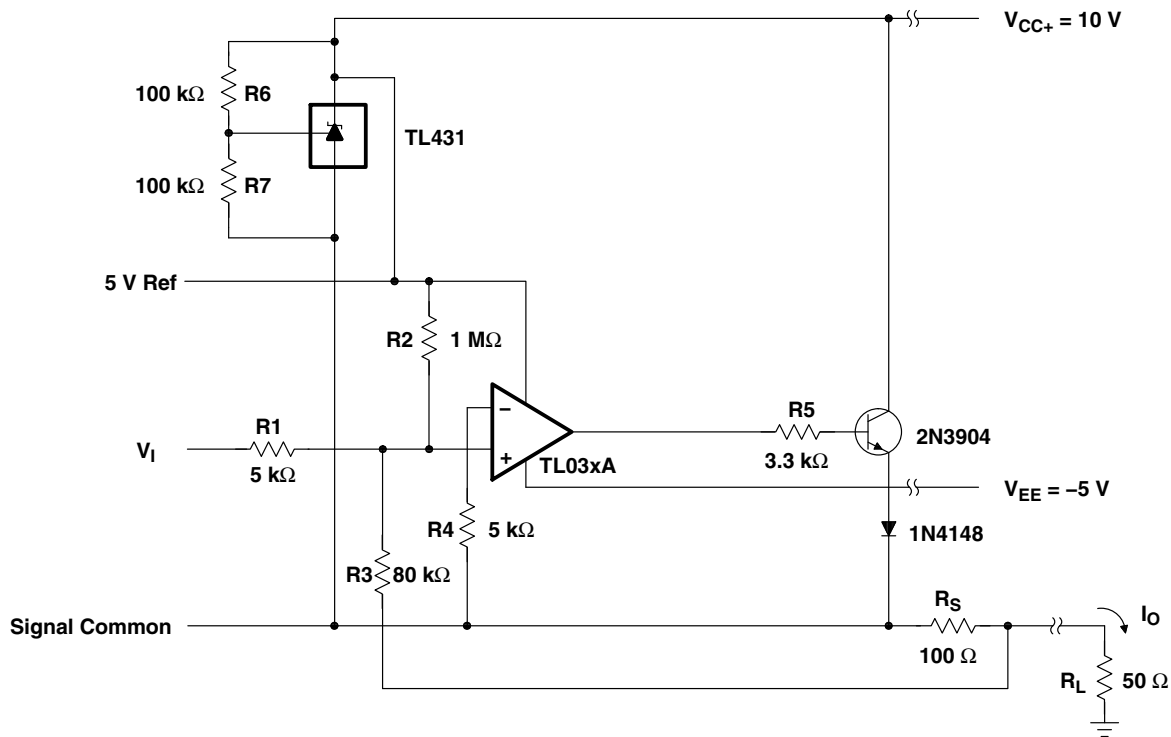 V_CC+ = 10 V
100 kΩ R6
TL431
100 kΩ R7
5 V Ref
R2 1 MΩ
R1
V_I
5 kΩ
−
+
TL03xA
R5
3.3 kΩ
2N3904
V_EE = –5 V
R4 5 kΩ
1N4148
R3 80 kΩ
Signal Common
R_S
100 Ω
I_O
R_L 50 Ω